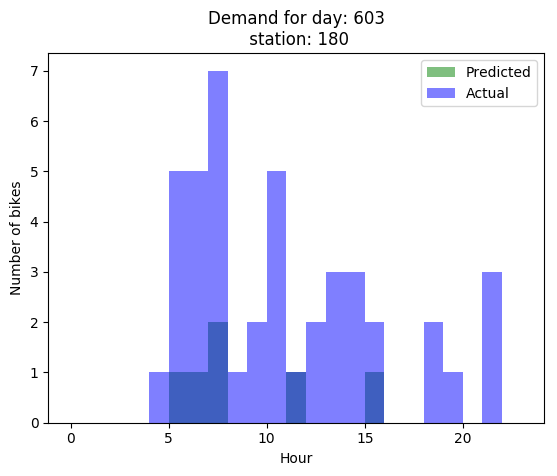 Demand for day: 603
station: 180
Predicted
Actual
Number of bikes
7
6
5
4
3
2
1
0
0 5 10 15 20
Hour